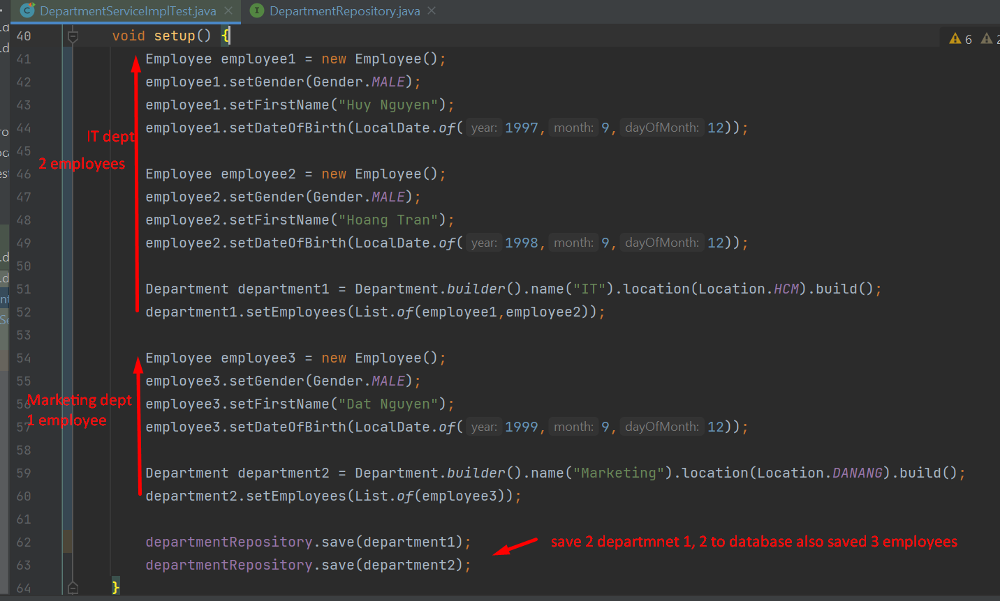 DepartmentServiceImplTest.java DepartmentRepository.java
40 void setup() {
6 2
41 Employee employee1 = new Employee();
42 employee1.setGender(Gender.MALE);
43 employee1.setFirstName("Huy Nguyen");
44 employee1.setDateOfBirth(LocalDate.of( year: 1997, month: 9, dayOfMonth: 12));
IT dept
45
2 employees
46 Employee employee2 = new Employee();
47 employee2.setGender(Gender.MALE);
48 employee2.setFirstName("Hoang Tran");
49 employee2.setDateOfBirth(LocalDate.of( year: 1998, month: 9, dayOfMonth: 12));
50
51 Department department1 = Department.builder().name("IT").location(Location.HCM).build();
52 department1.setEmployees(List.of(employee1,employee2));
53
54 Employee employee3 = new Employee();
55 employee3.setGender(Gender.MALE);
Marketing dept
56 employee3.setFirstName("Dat Nguyen");
1 employee
57 employee3.setDateOfBirth(LocalDate.of( year: 1999, month: 9, dayOfMonth: 12));
58
59 Department department2 = Department.builder().name("Marketing").location(Location.DANANG).build();
60 department2.setEmployees(List.of(employee3));
61
62 departmentRepository.save(department1);
save 2 departmnet 1, 2 to database also saved 3 employees
63 departmentRepository.save(department2);
64 }